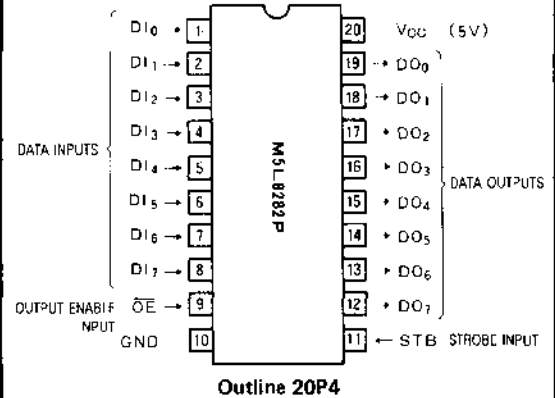 DI0 → 1
DI1 → 2
DI2 → 3
DI3 → 4
DI4 → 5
DI5 → 6
DI6 → 7
DI7 → 8
DATA INPUTS
OUTPUT ENABLE INPUT
O̅E̅ → 9
GND 10
M5L8282P
20 VCC (5V)
19 → DO0
18 → DO1
17 → DO2
16 → DO3
15 → DO4
14 → DO5
13 → DO6
12 → DO7
DATA OUTPUTS
11 ← STB STROBE INPUT
Outline 20P4